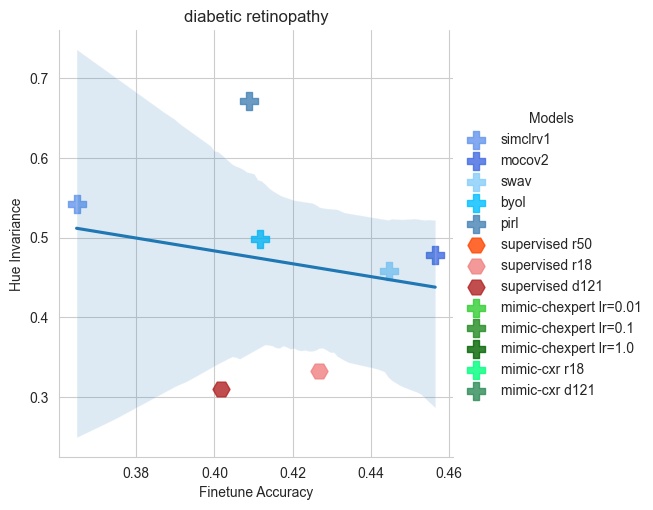 diabetic retinopathy
Hue Invariance
0.7
0.6
0.5
0.4
0.3
0.38
0.40
0.42
0.44
0.46
Finetune Accuracy
Models
simclrv1
mocov2
swav
byol
pirl
supervised r50
supervised r18
supervised d121
mimic-chexpert lr=0.01
mimic-chexpert lr=0.1
mimic-chexpert lr=1.0
mimic-cxr r18
mimic-cxr d121